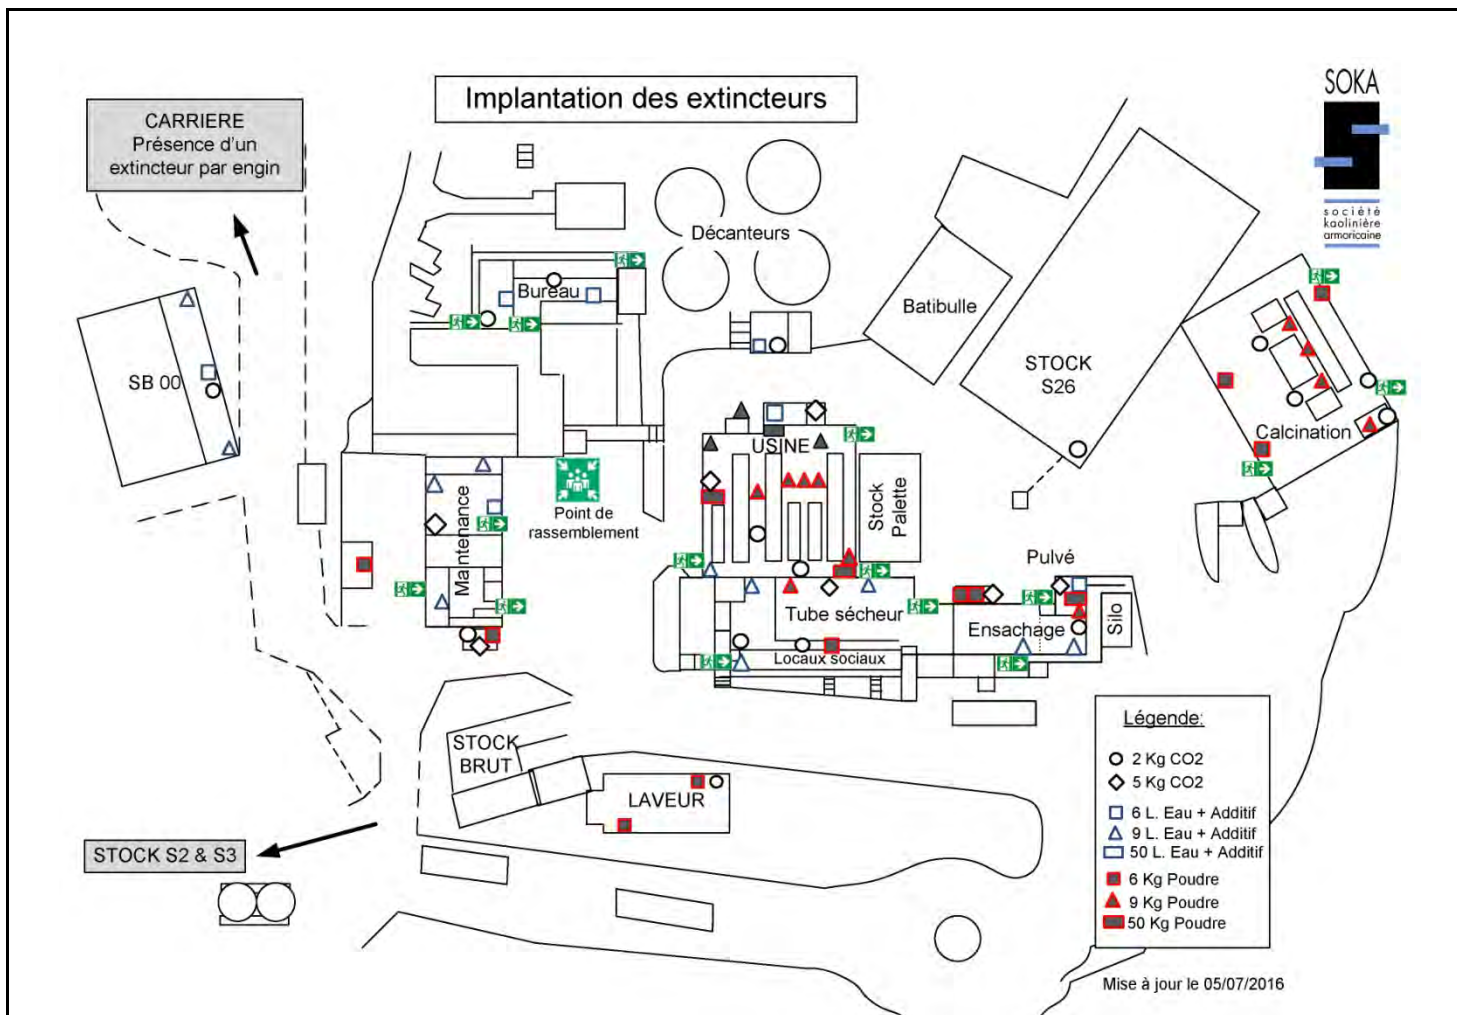 Implantation des extincteurs
SOKA
société
kaolinière
armoricaine
CARRIERE
Présence d'un
extincteur par engin
Décanteurs
Bureau
Batibulle
SB 00
STOCK
S26
Calcination
USINE
Maintenance
Point de
rassemblement
Stock
Palette
Pulvé
Tube sécheur
Ensachage
Silo
Locaux sociaux
STOCK
BRUT
LAVEUR
STOCK S2 & S3
Légende:
2 Kg CO2
5 Kg CO2
6 L. Eau + Additif
9 L. Eau + Additif
50 L. Eau + Additif
6 Kg Poudre
9 Kg Poudre
50 Kg Poudre
Mise à jour le 05/07/2016